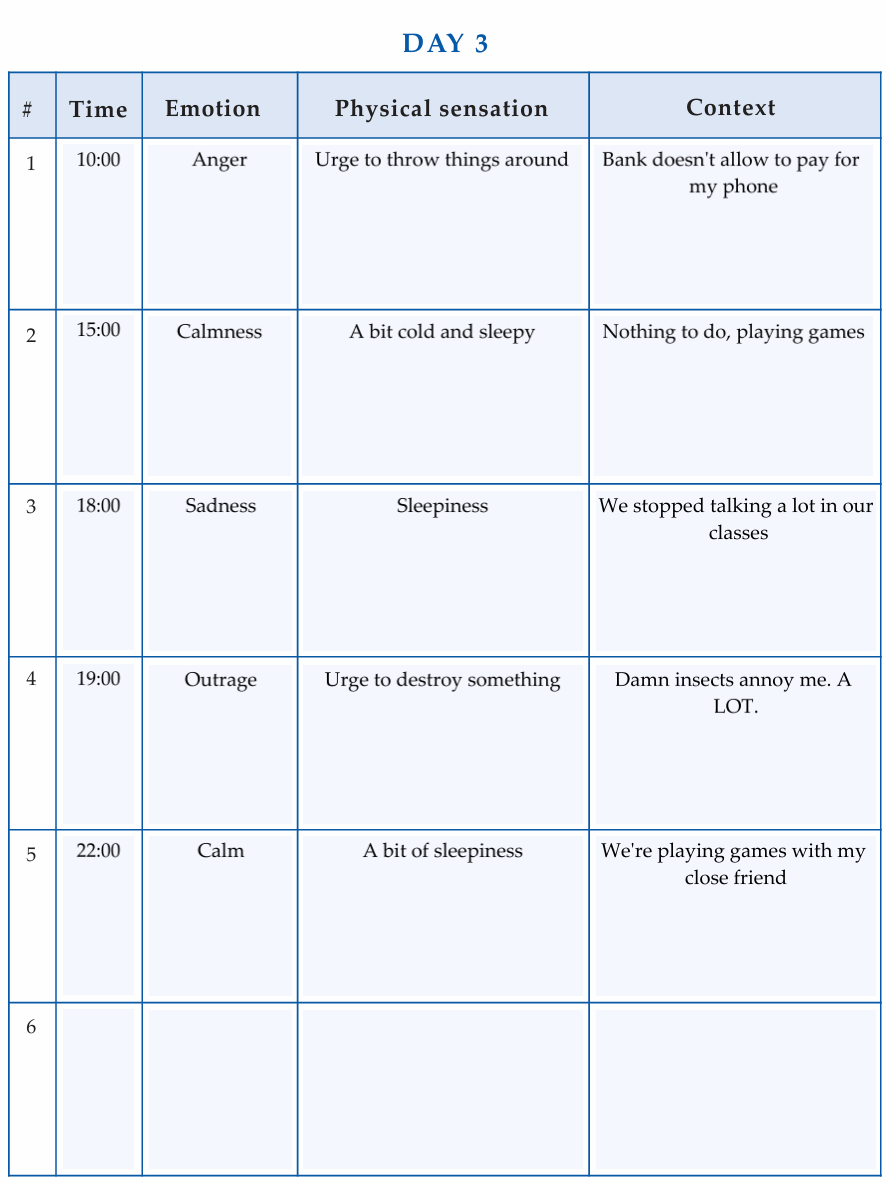 DAY 3
# Time Emotion Physical sensation Context
1 10:00 Anger Urge to throw things around Bank doesn't allow to pay for
my phone
2 15:00 Calmness A bit cold and sleepy Nothing to do, playing games
3 18:00 Sadness Sleepiness We stopped talking a lot in our
classes
4 19:00 Outrage Urge to destroy something Damn insects annoy me. A
LOT.
5 22:00 Calm A bit of sleepiness We're playing games with my
close friend
6